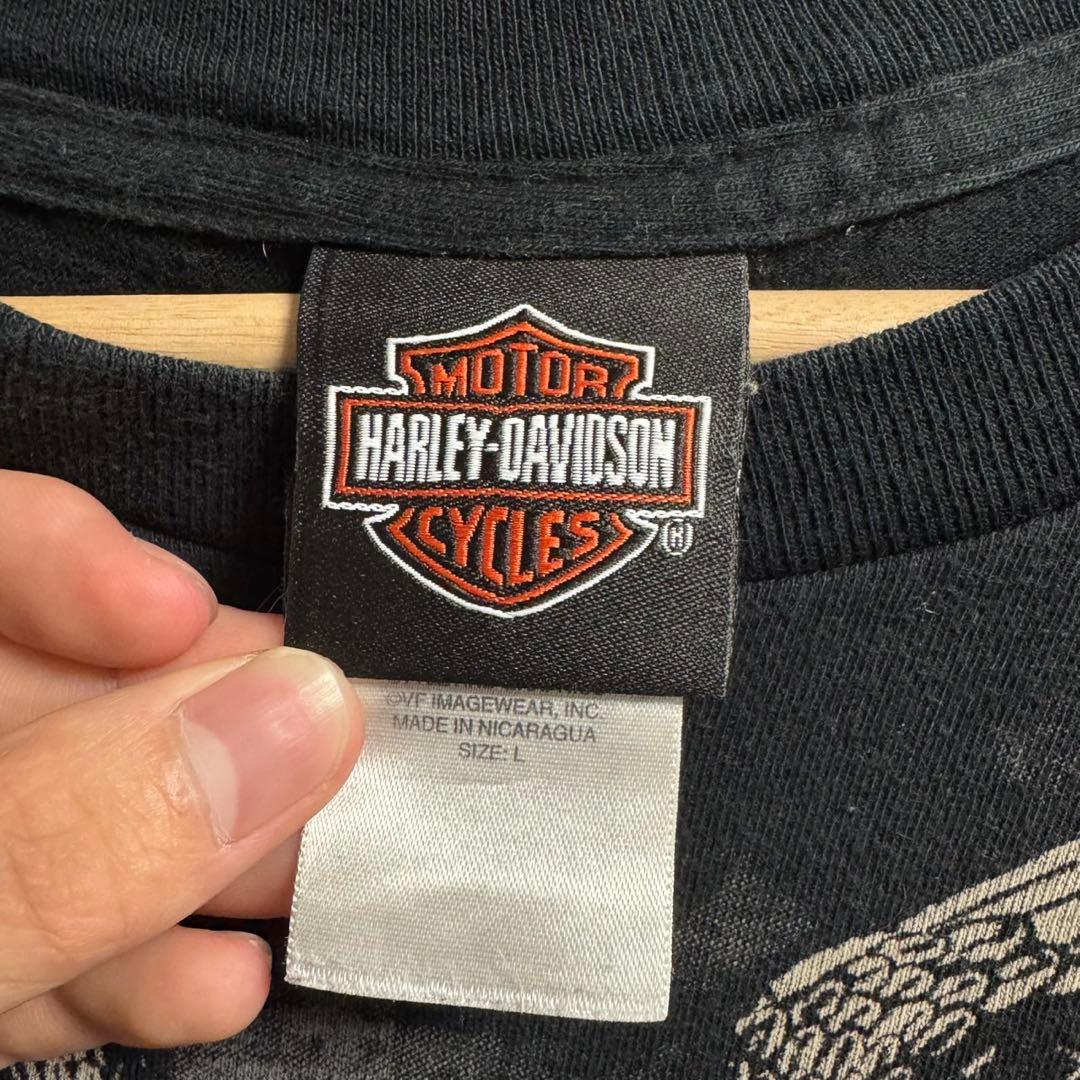 MOTOR
HARLEY-DAVIDSON
CYCLES
®
©VF IMAGEWEAR, INC.
MADE IN NICARAGUA
SIZE: L